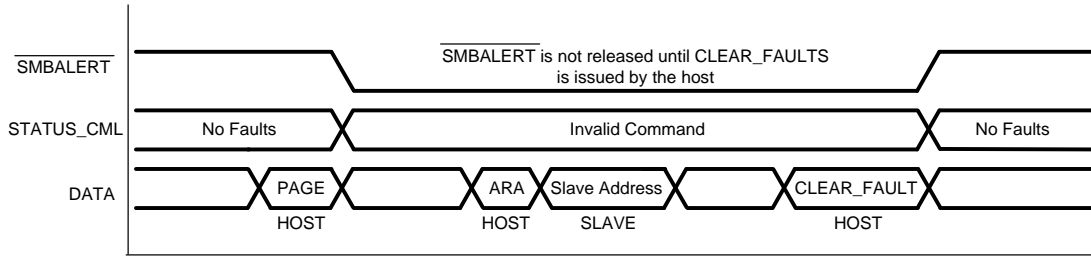 SMBALERT
SMBALERT is not released until CLEAR_FAULTS
is issued by the host
STATUS_CML
No Faults
Invalid Command
No Faults
DATA
PAGE
ARA
Slave Address
CLEAR_FAULT
HOST
HOST
SLAVE
HOST